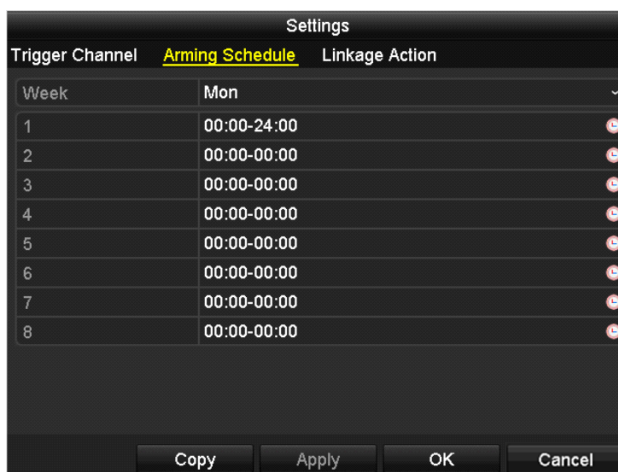 Settings
Trigger Channel Arming Schedule Linkage Action
Week Mon
1 00:00-24:00
2 00:00-00:00
3 00:00-00:00
4 00:00-00:00
5 00:00-00:00
6 00:00-00:00
7 00:00-00:00
8 00:00-00:00
Copy Apply OK Cancel